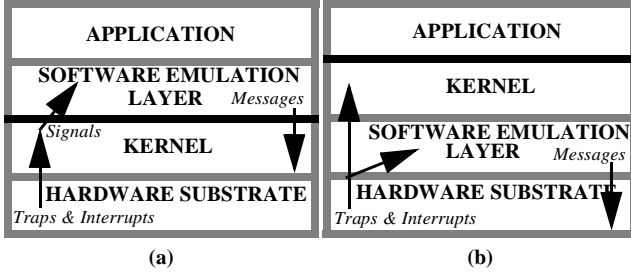 APPLICATION
SOFTWARE EMULATION
LAYER
Messages
Signals
KERNEL
HARDWARE SUBSTRATE
Traps & Interrupts
(a)
APPLICATION
KERNEL
SOFTWARE EMULATION
LAYER
Messages
HARDWARE SUBSTRATE
Traps & Interrupts
(b)